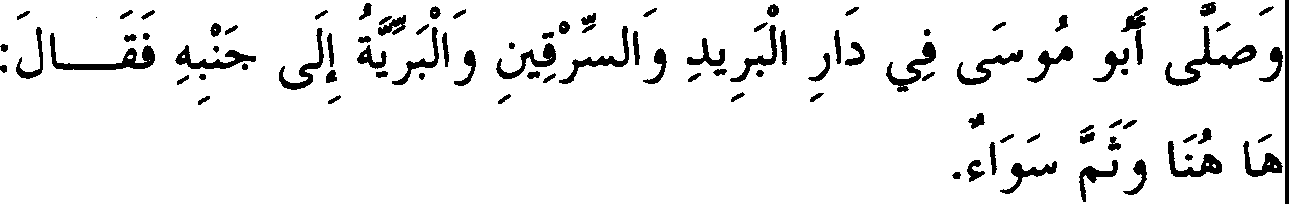 وَصَلَّى أَبُو مُوسَى فِي دَارِ الْبَرِيدِ وَالسِّرْقِينِ وَالْبَرِّيَّةُ إِلَى جَنْبِهِ فَقَـــالَ:
هَا هُنَا وَثَمَّ سَوَاءٌ.